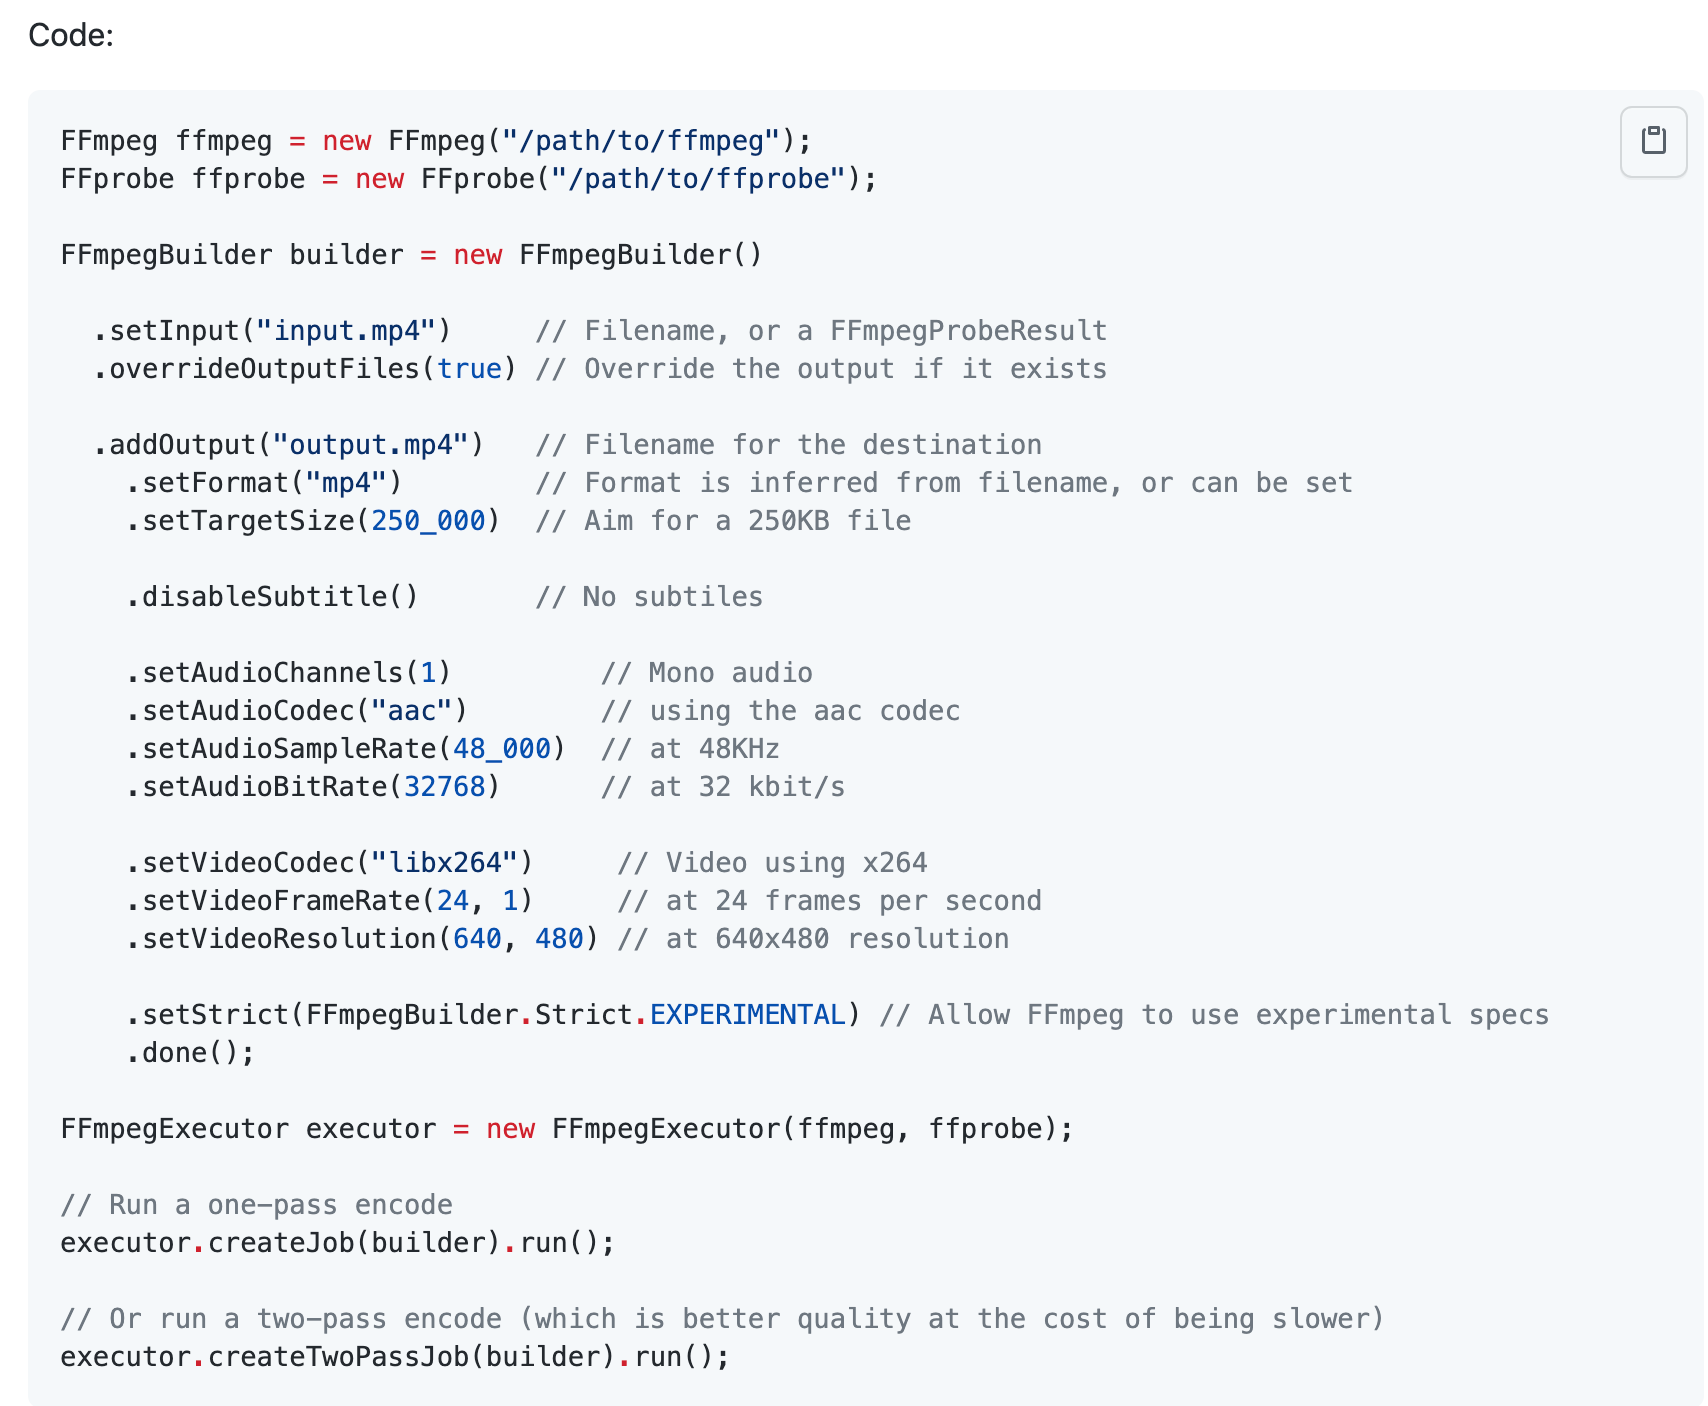 Code:
FFmpeg ffmpeg = new FFmpeg("/path/to/ffmpeg");
FFprobe ffprobe = new FFprobe("/path/to/ffprobe");
FFmpegBuilder builder = new FFmpegBuilder()
.setInput("input.mp4")     // Filename, or a FFmpegProbeResult
.overrideOutputFiles(true) // Override the output if it exists
.addOutput("output.mp4")   // Filename for the destination
.setFormat("mp4")        // Format is inferred from filename, or can be set
.setTargetSize(250_000)  // Aim for a 250KB file
.disableSubtitle()       // No subtiles
.setAudioChannels(1)         // Mono audio
.setAudioCodec("aac")        // using the aac codec
.setAudioSampleRate(48_000)  // at 48KHz
.setAudioBitRate(32768)      // at 32 kbit/s
.setVideoCodec("libx264")     // Video using x264
.setVideoFrameRate(24, 1)     // at 24 frames per second
.setVideoResolution(640, 480) // at 640x480 resolution
.setStrict(FFmpegBuilder.Strict.EXPERIMENTAL) // Allow FFmpeg to use experimental specs
.done();
FFmpegExecutor executor = new FFmpegExecutor(ffmpeg, ffprobe);
// Run a one-pass encode
executor.createJob(builder).run();
// Or run a two-pass encode (which is better quality at the cost of being slower)
executor.createTwoPassJob(builder).run();